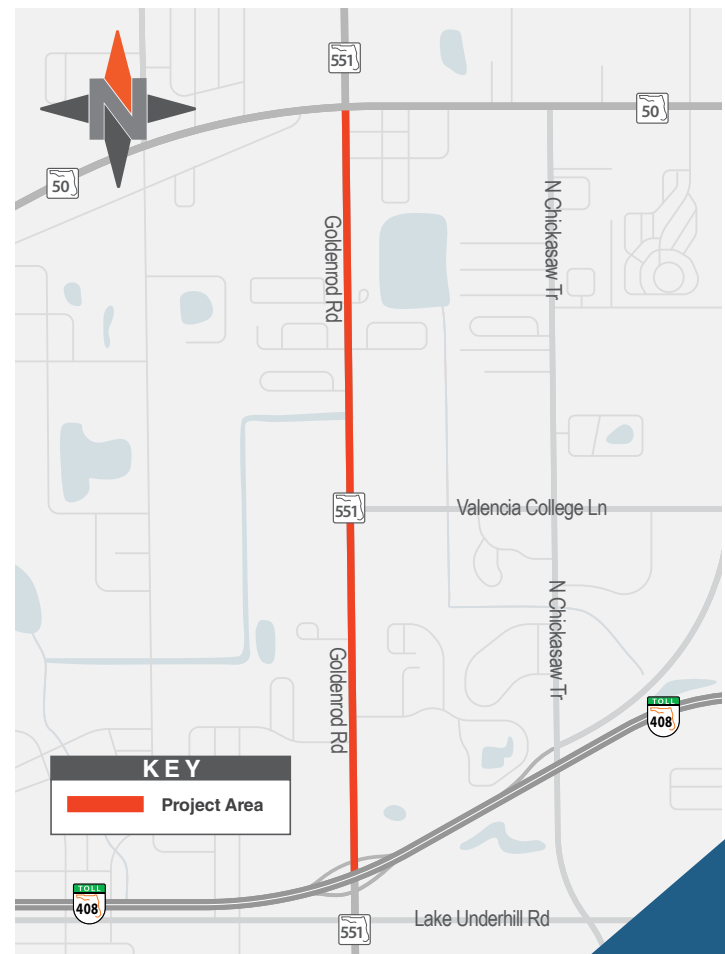 551
N
50
50
Goldenrod Rd
N Chickasaw Tr
551
Valencia College Ln
Goldenrod Rd
N Chickasaw Tr
TOLL
408
KEY
Project Area
TOLL
408
551
Lake Underhill Rd